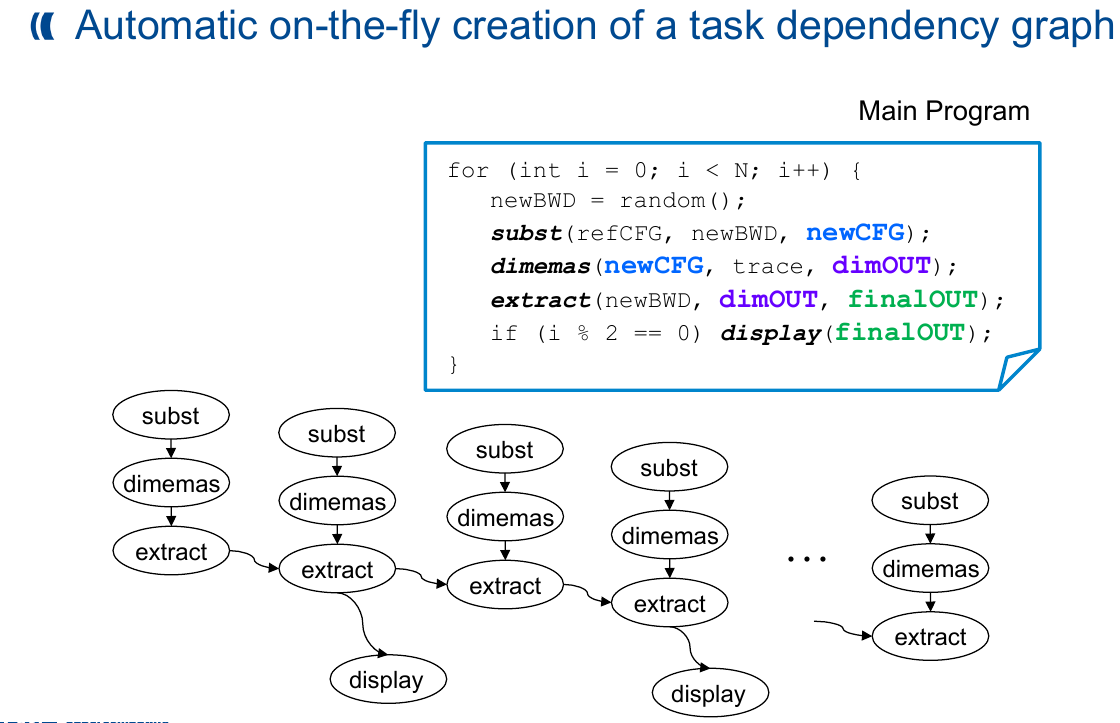 Automatic on-the-fly creation of a task dependency graph
Main Program
for (int i = 0; i < N; i++) {
newBWD = random();
subst(refCFG, newBWD, newCFG);
dimemas(newCFG, trace, dimOUT);
extract(newBWD, dimOUT, finalOUT);
if (i % 2 == 0) display(finalOUT);
}
subst
dimemas
extract
subst
dimemas
extract
display
subst
dimemas
extract
subst
dimemas
extract
display
...
subst
dimemas
extract